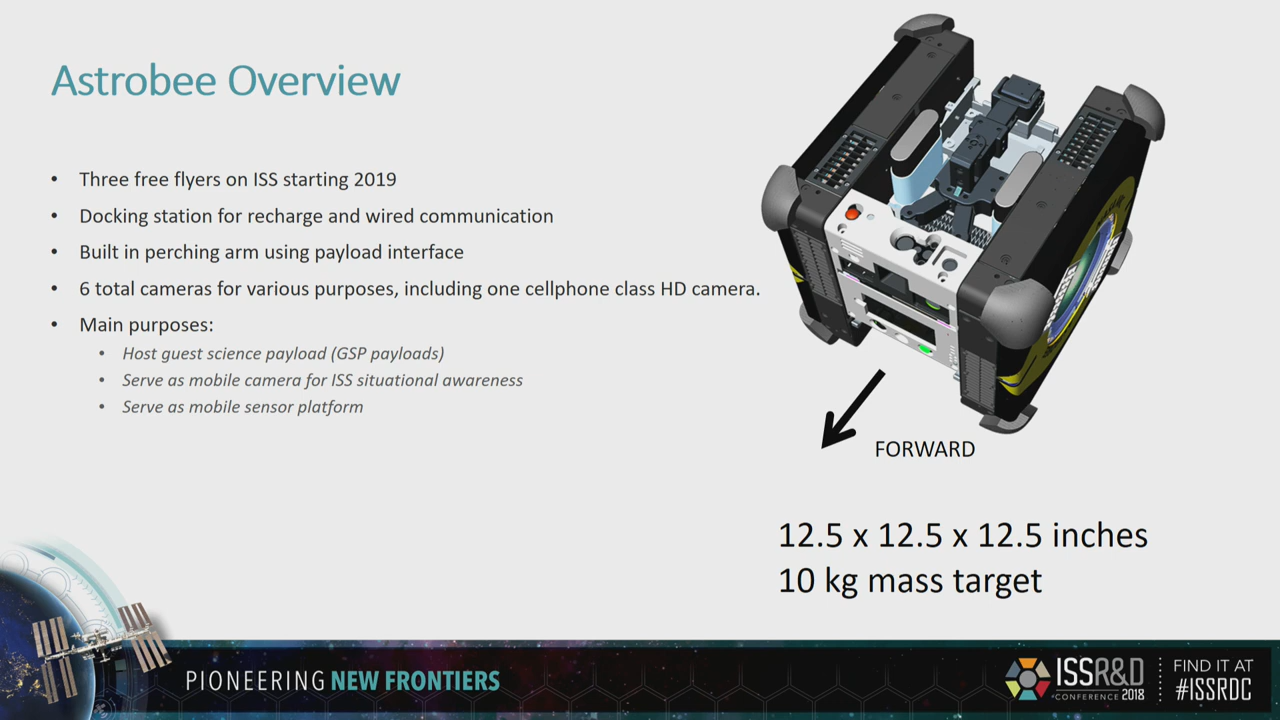 Astrobee Overview
• Three free flyers on ISS starting 2019
• Docking station for recharge and wired communication
• Built in perching arm using payload interface
• 6 total cameras for various purposes, including one cellphone class HD camera.
• Main purposes:
• Host guest science payload (GSP payloads)
• Serve as mobile camera for ISS situational awareness
• Serve as mobile sensor platform
FORWARD
12.5 x 12.5 x 12.5 inches
10 kg mass target
PIONEERING NEW FRONTIERS
ISSR&D
CONFERENCE 2018
FIND IT AT
#ISSRDC